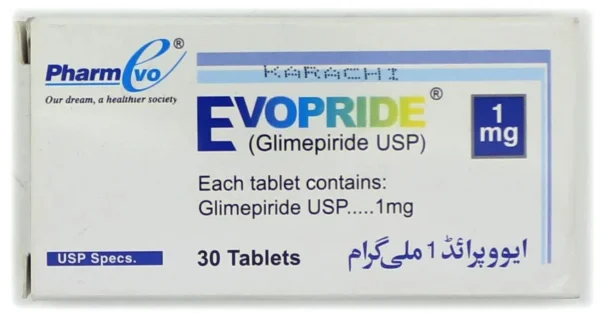 Pharmevo®
Our dream, a healthier society
KARACHI
EVOPRIDE®
(Glimepiride USP)
1
mg
Each tablet contains:
Glimepiride USP.....1mg
USP Specs.
30 Tablets
ایووپرائڈ 1 ملی گرام